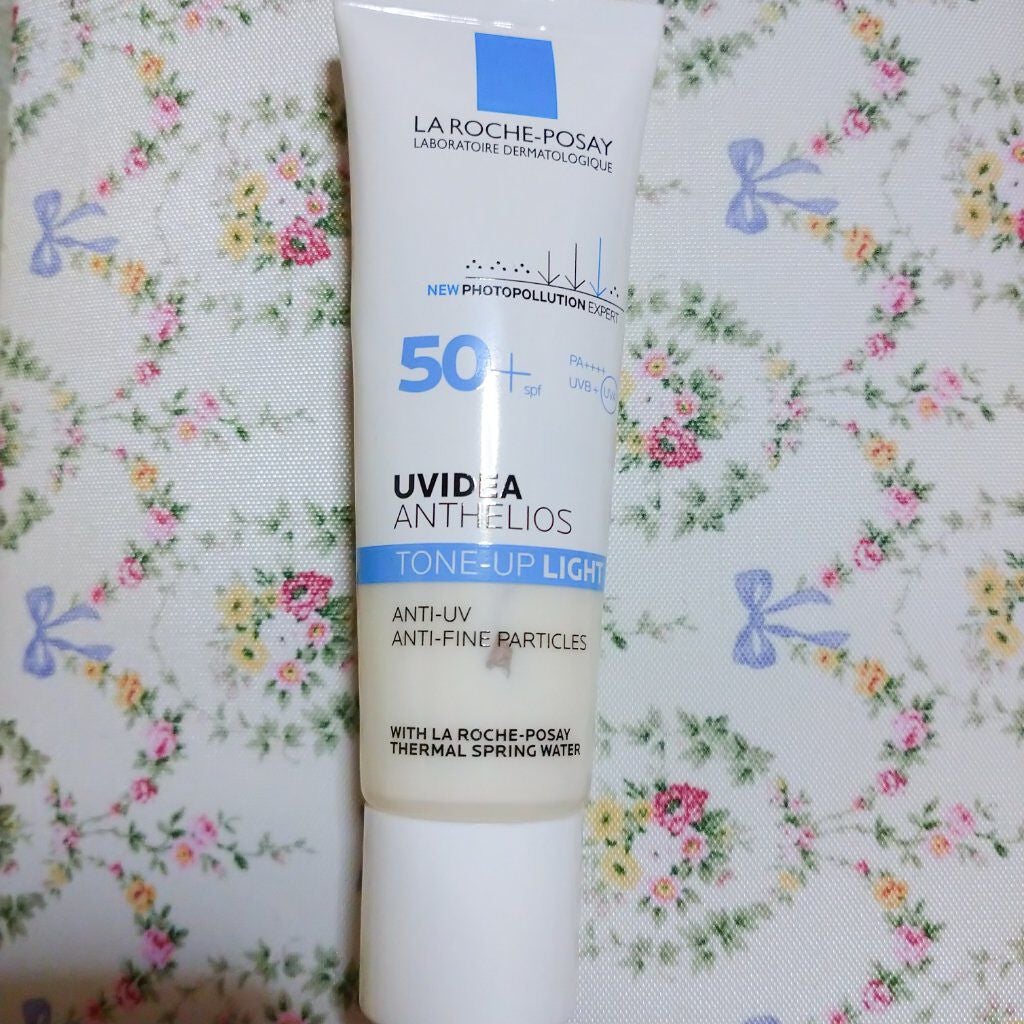 LA ROCHE-POSAY
LABORATOIRE DERMATOLOGIQUE
NEW PHOTOPOLLUTION EXPERT
50+ spf
PA++++
UVB + UVA
UVIDEA
ANTHELIOS
TONE-UP LIGHT
ANTI-UV
ANTI-FINE PARTICLES
WITH LA ROCHE-POSAY
THERMAL SPRING WATER